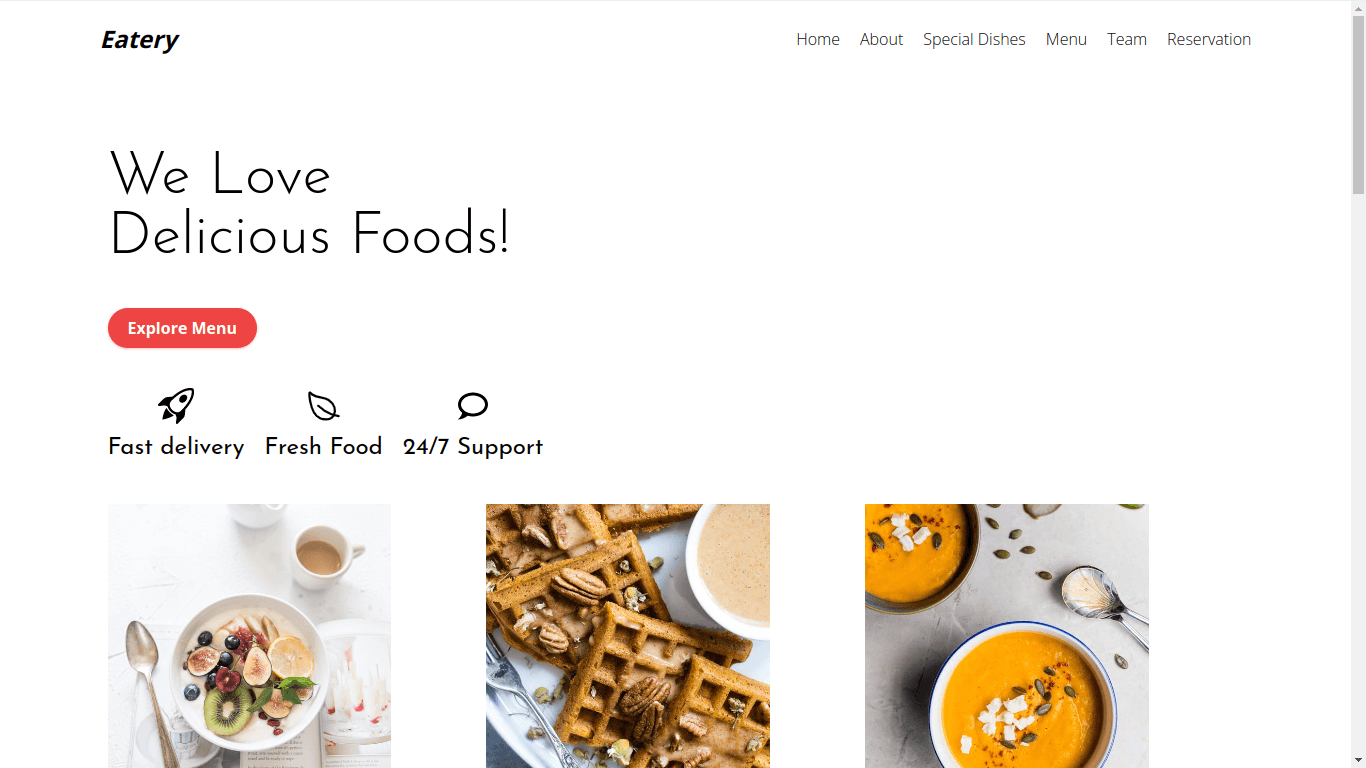 Eatery
Home About Special Dishes Menu Team Reservation
We Love
Delicious Foods!
Explore Menu
Fast delivery Fresh Food 24/7 Support